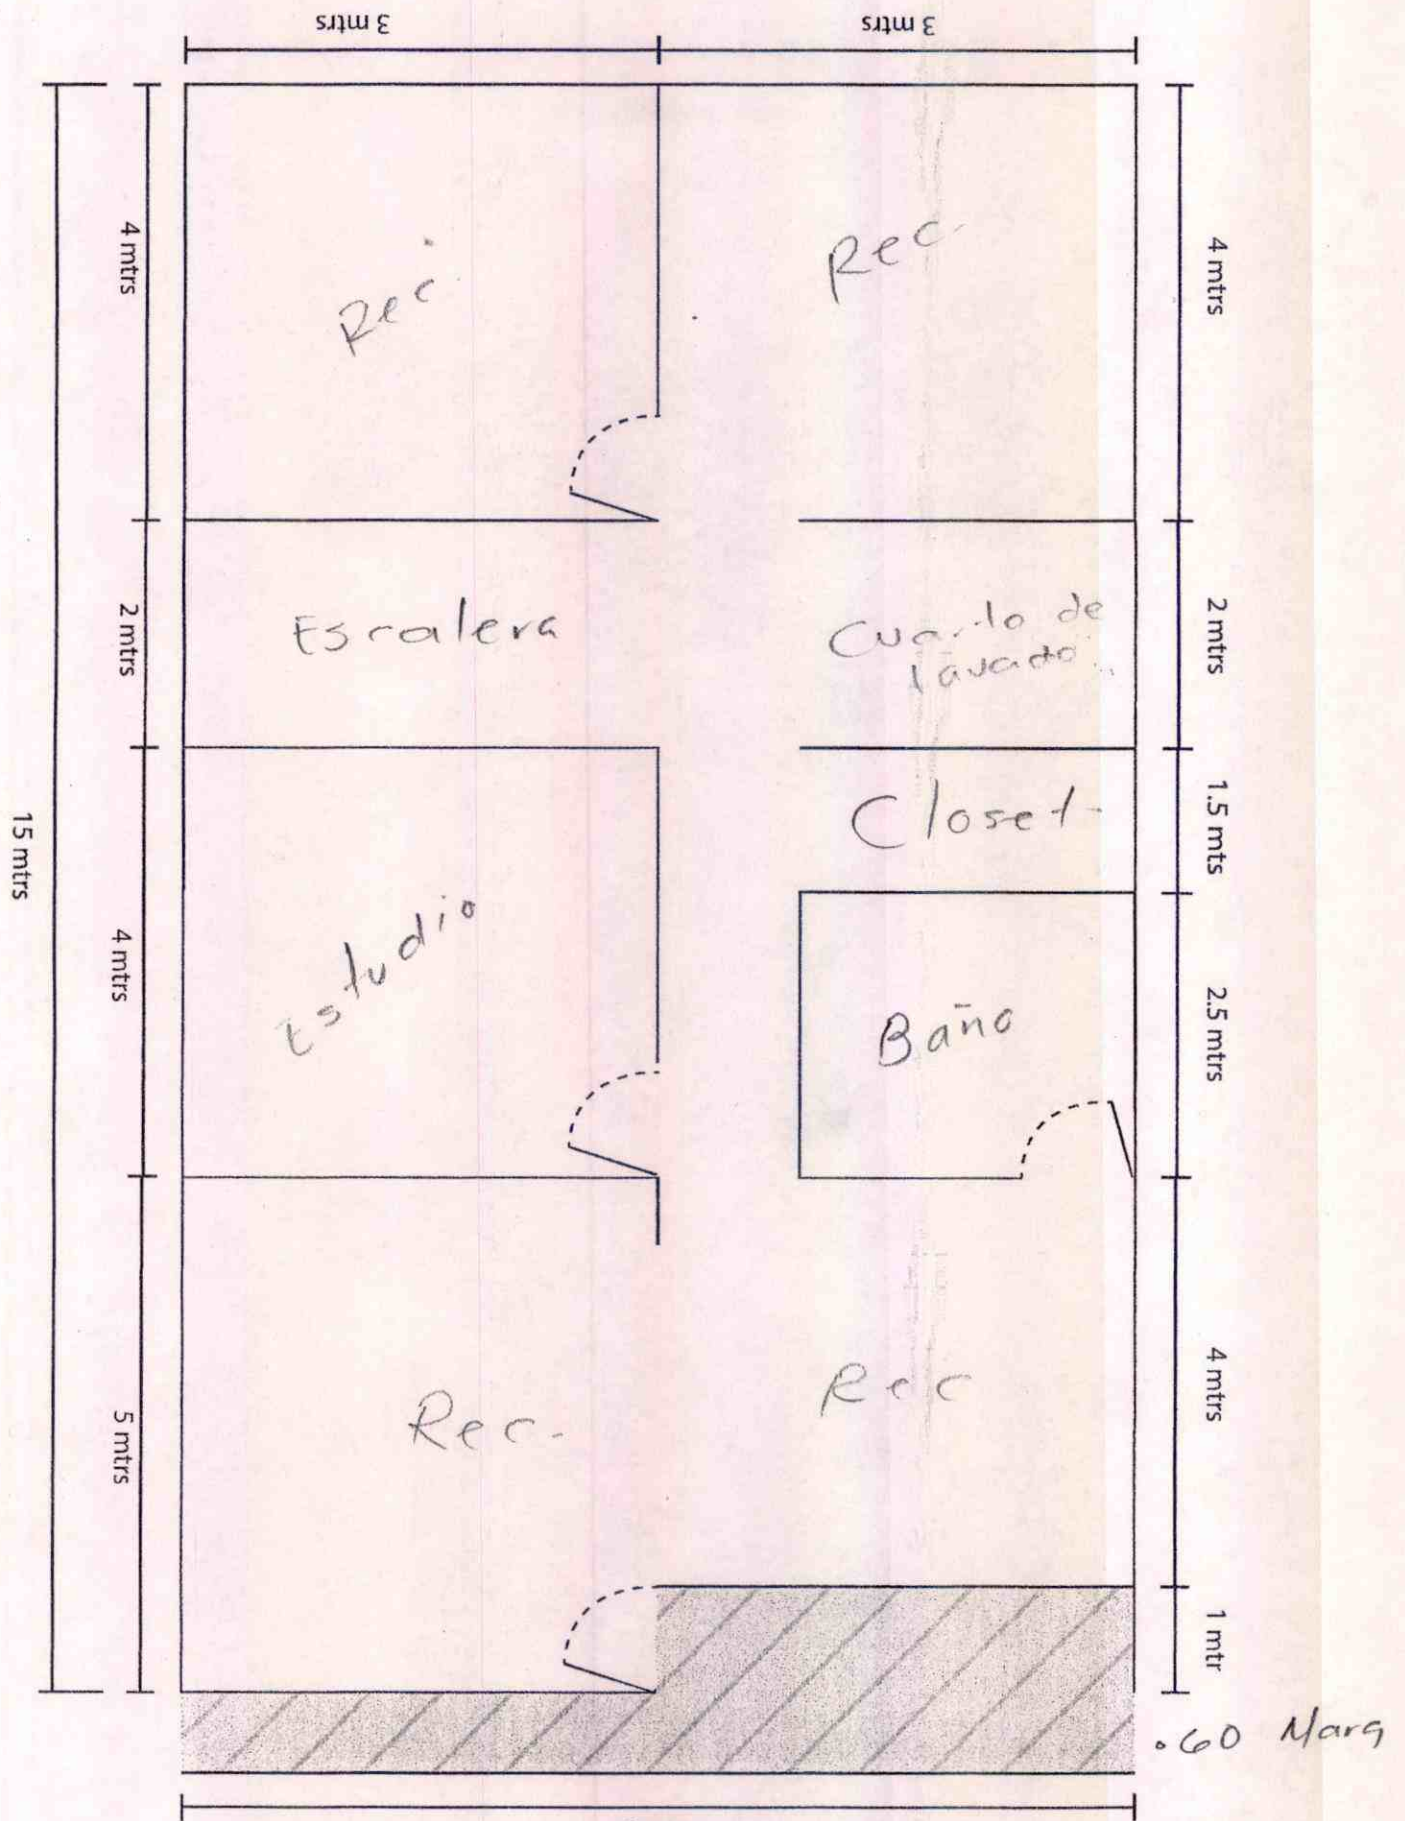 3 mtrs
3 mtrs
4 mtrs
Rec.
Rec
4 mtrs
2 mtrs
Escalera
Cuarto de
lavado
2 mtrs
Closet
1.5 mts
15 mtrs
4 mtrs
Estudio
Baño
2.5 mtrs
5 mtrs
Rec.
Rec
4 mtrs
1 mtr
.60 Marq